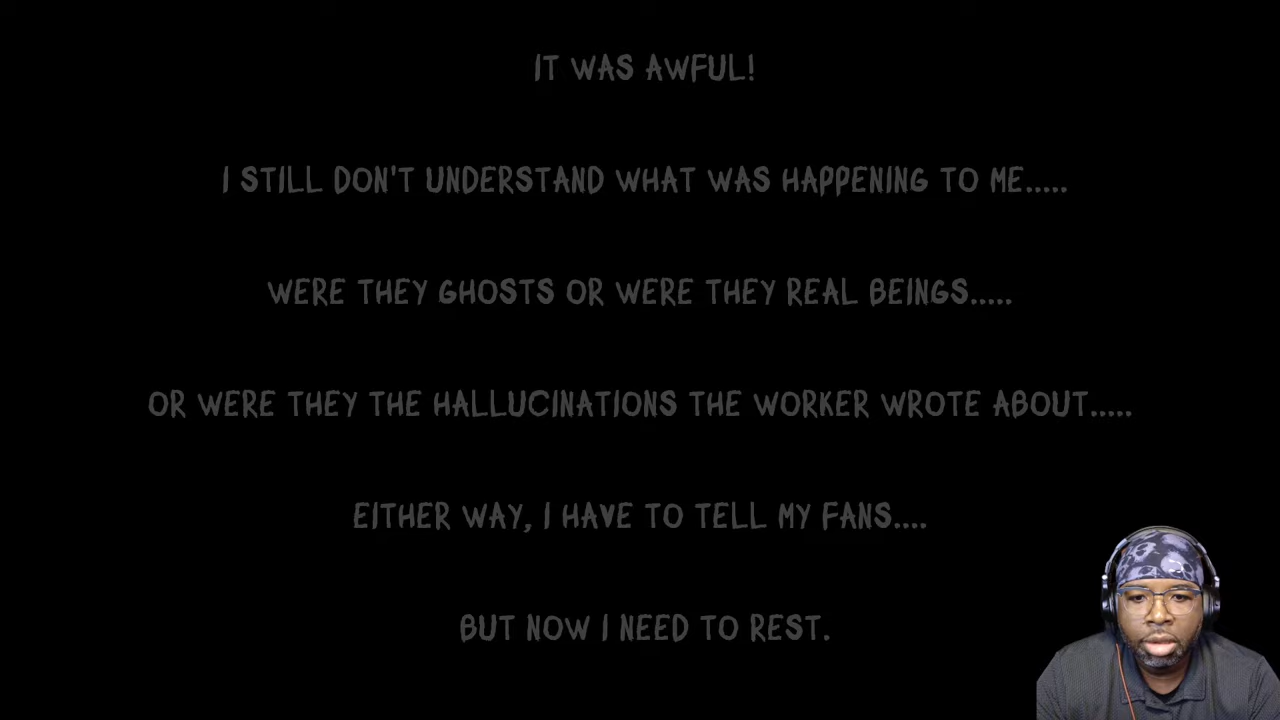 IT WAS AWFUL!
I STILL DON'T UNDERSTAND WHAT WAS HAPPENING TO ME.....
WERE THEY GHOSTS OR WERE THEY REAL BEINGS.....
OR WERE THEY THE HALLUCINATIONS THE WORKER WROTE ABOUT.....
EITHER WAY, I HAVE TO TELL MY FANS....
BUT NOW I NEED TO REST.